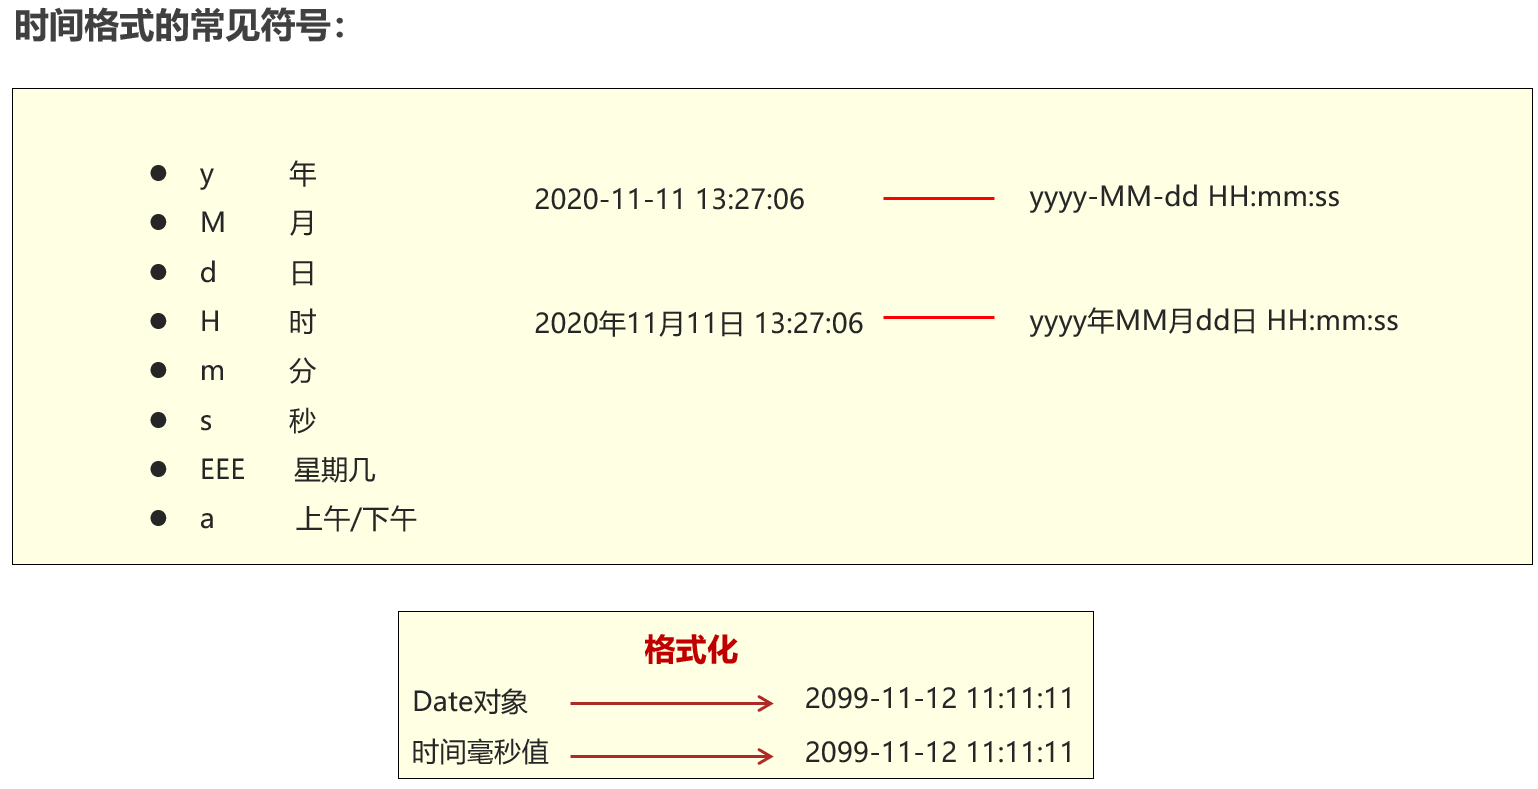 时间格式的常见符号：
y 年
M 月
d 日
H 时
m 分
s 秒
EEE 星期几
a 上午/下午
2020-11-11 13:27:06 yyyy-MM-dd HH:mm:ss
2020年11月11日 13:27:06 yyyy年MM月dd日 HH:mm:ss
格式化
Date对象 2099-11-12 11:11:11
时间毫秒值 2099-11-12 11:11:11